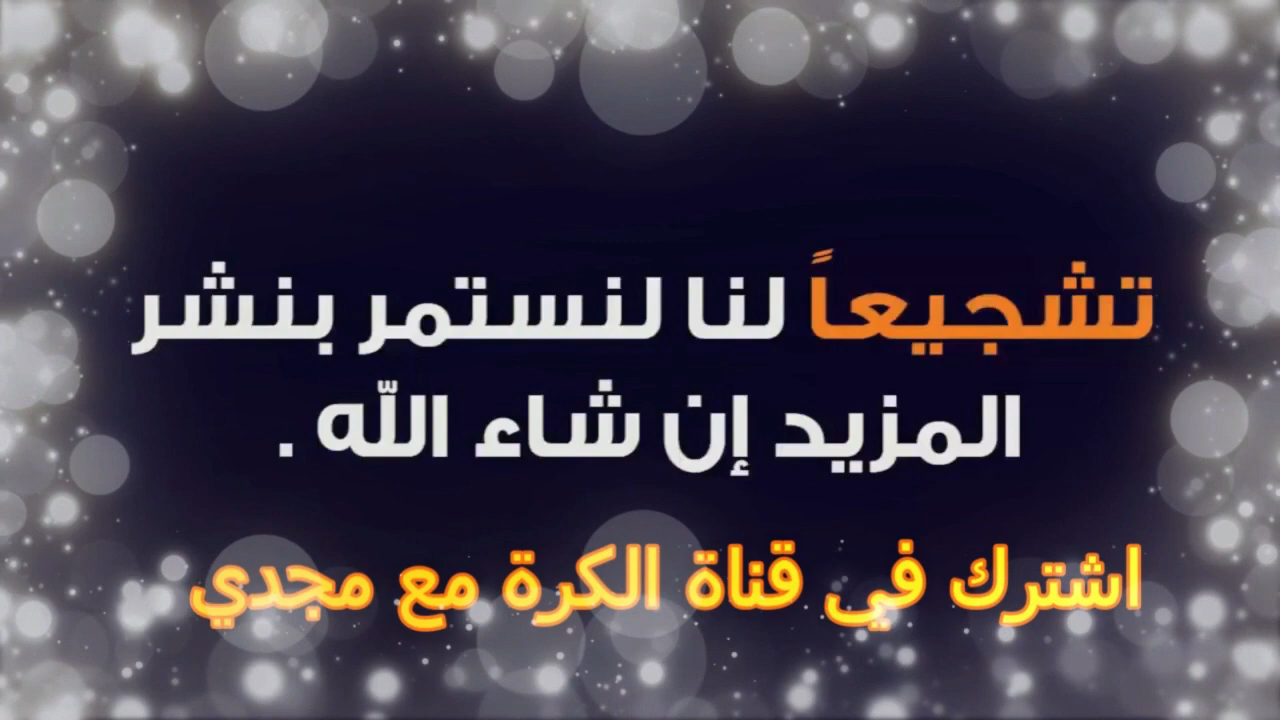 تشجيعاً لنا لنستمر بنشر
المزيد إن شاء اللّه .
اشترك في قناة الكرة مع مجدي